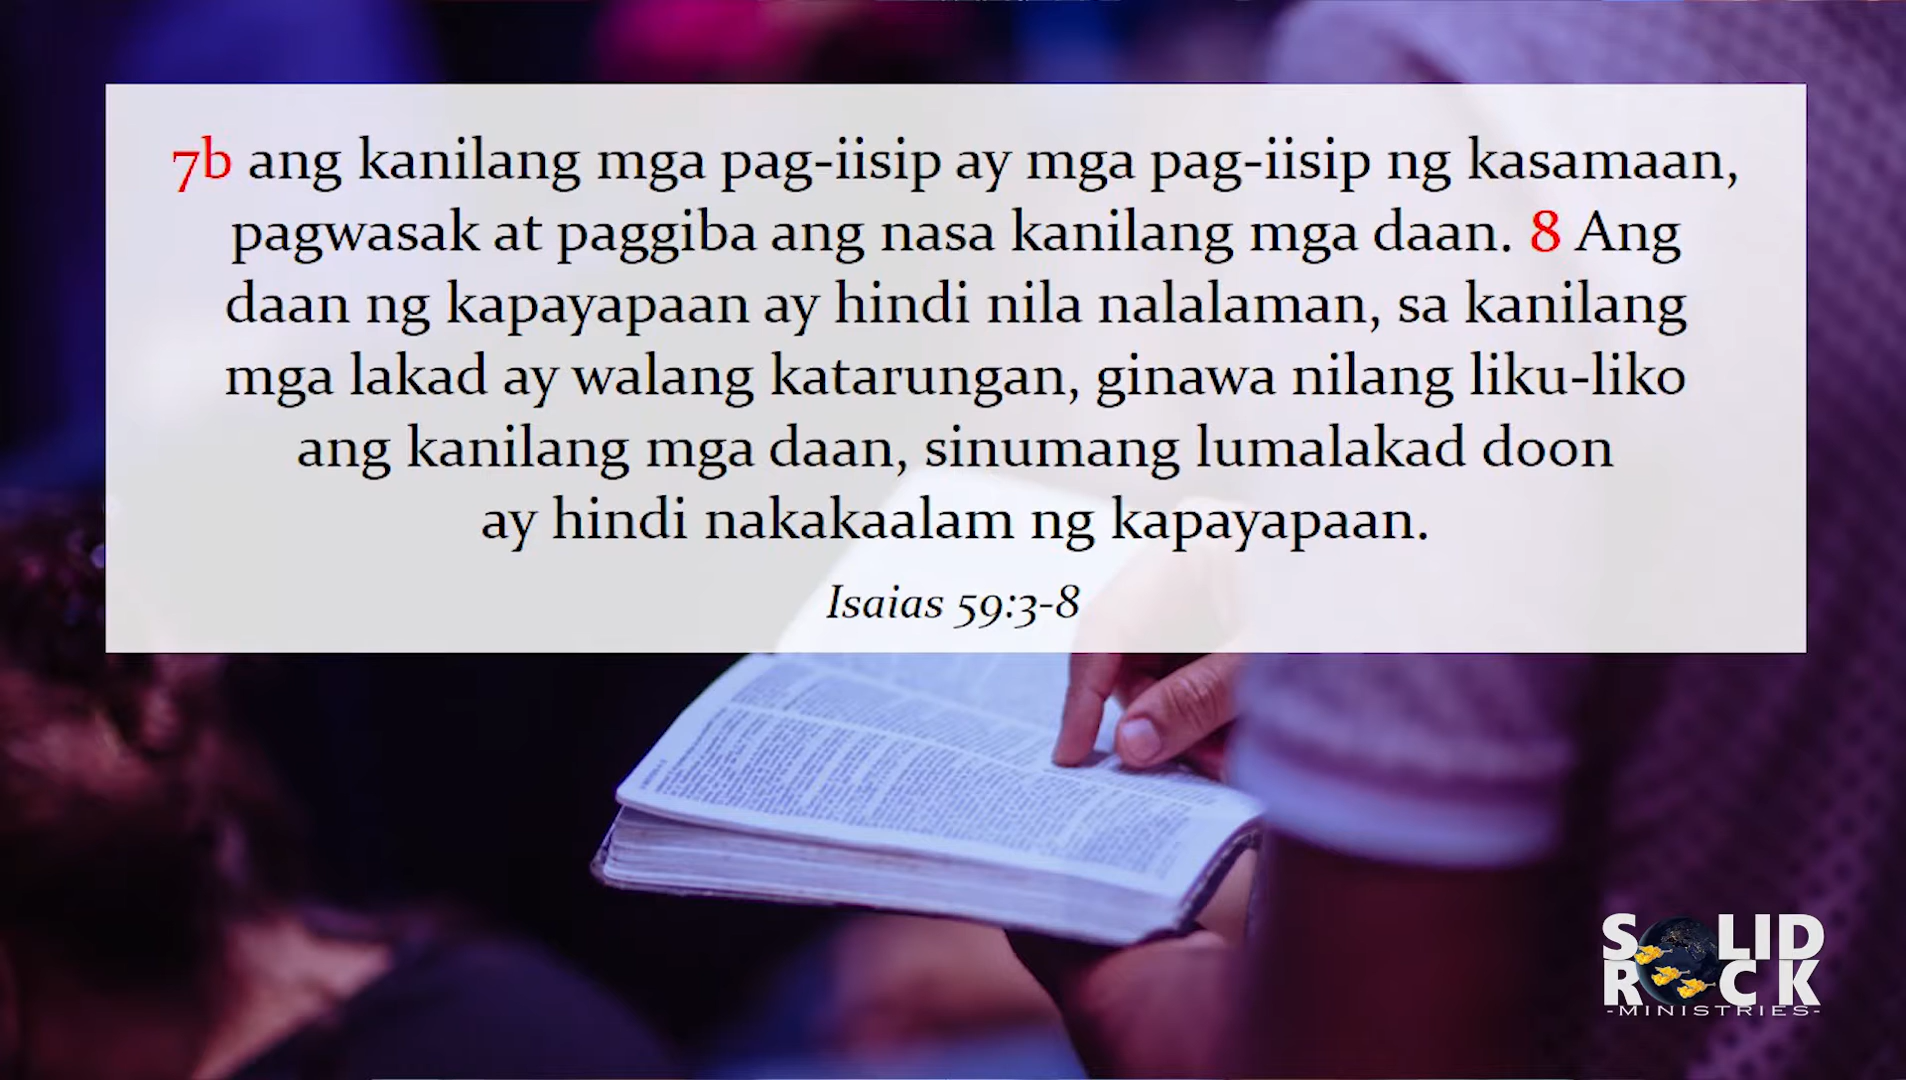 7b ang kanilang mga pag-iisip ay mga pag-iisip ng kasamaan,
pagwasak at paggiba ang nasa kanilang mga daan. 8 Ang
daan ng kapayapaan ay hindi nila nalalaman, sa kanilang
mga lakad ay walang katarungan, ginawa nilang liku-liko
ang kanilang mga daan, sinumang lumalakad doon
ay hindi nakakaalam ng kapayapaan.
Isaias 59:3-8
SOLID
ROCK
-MINISTRIES-